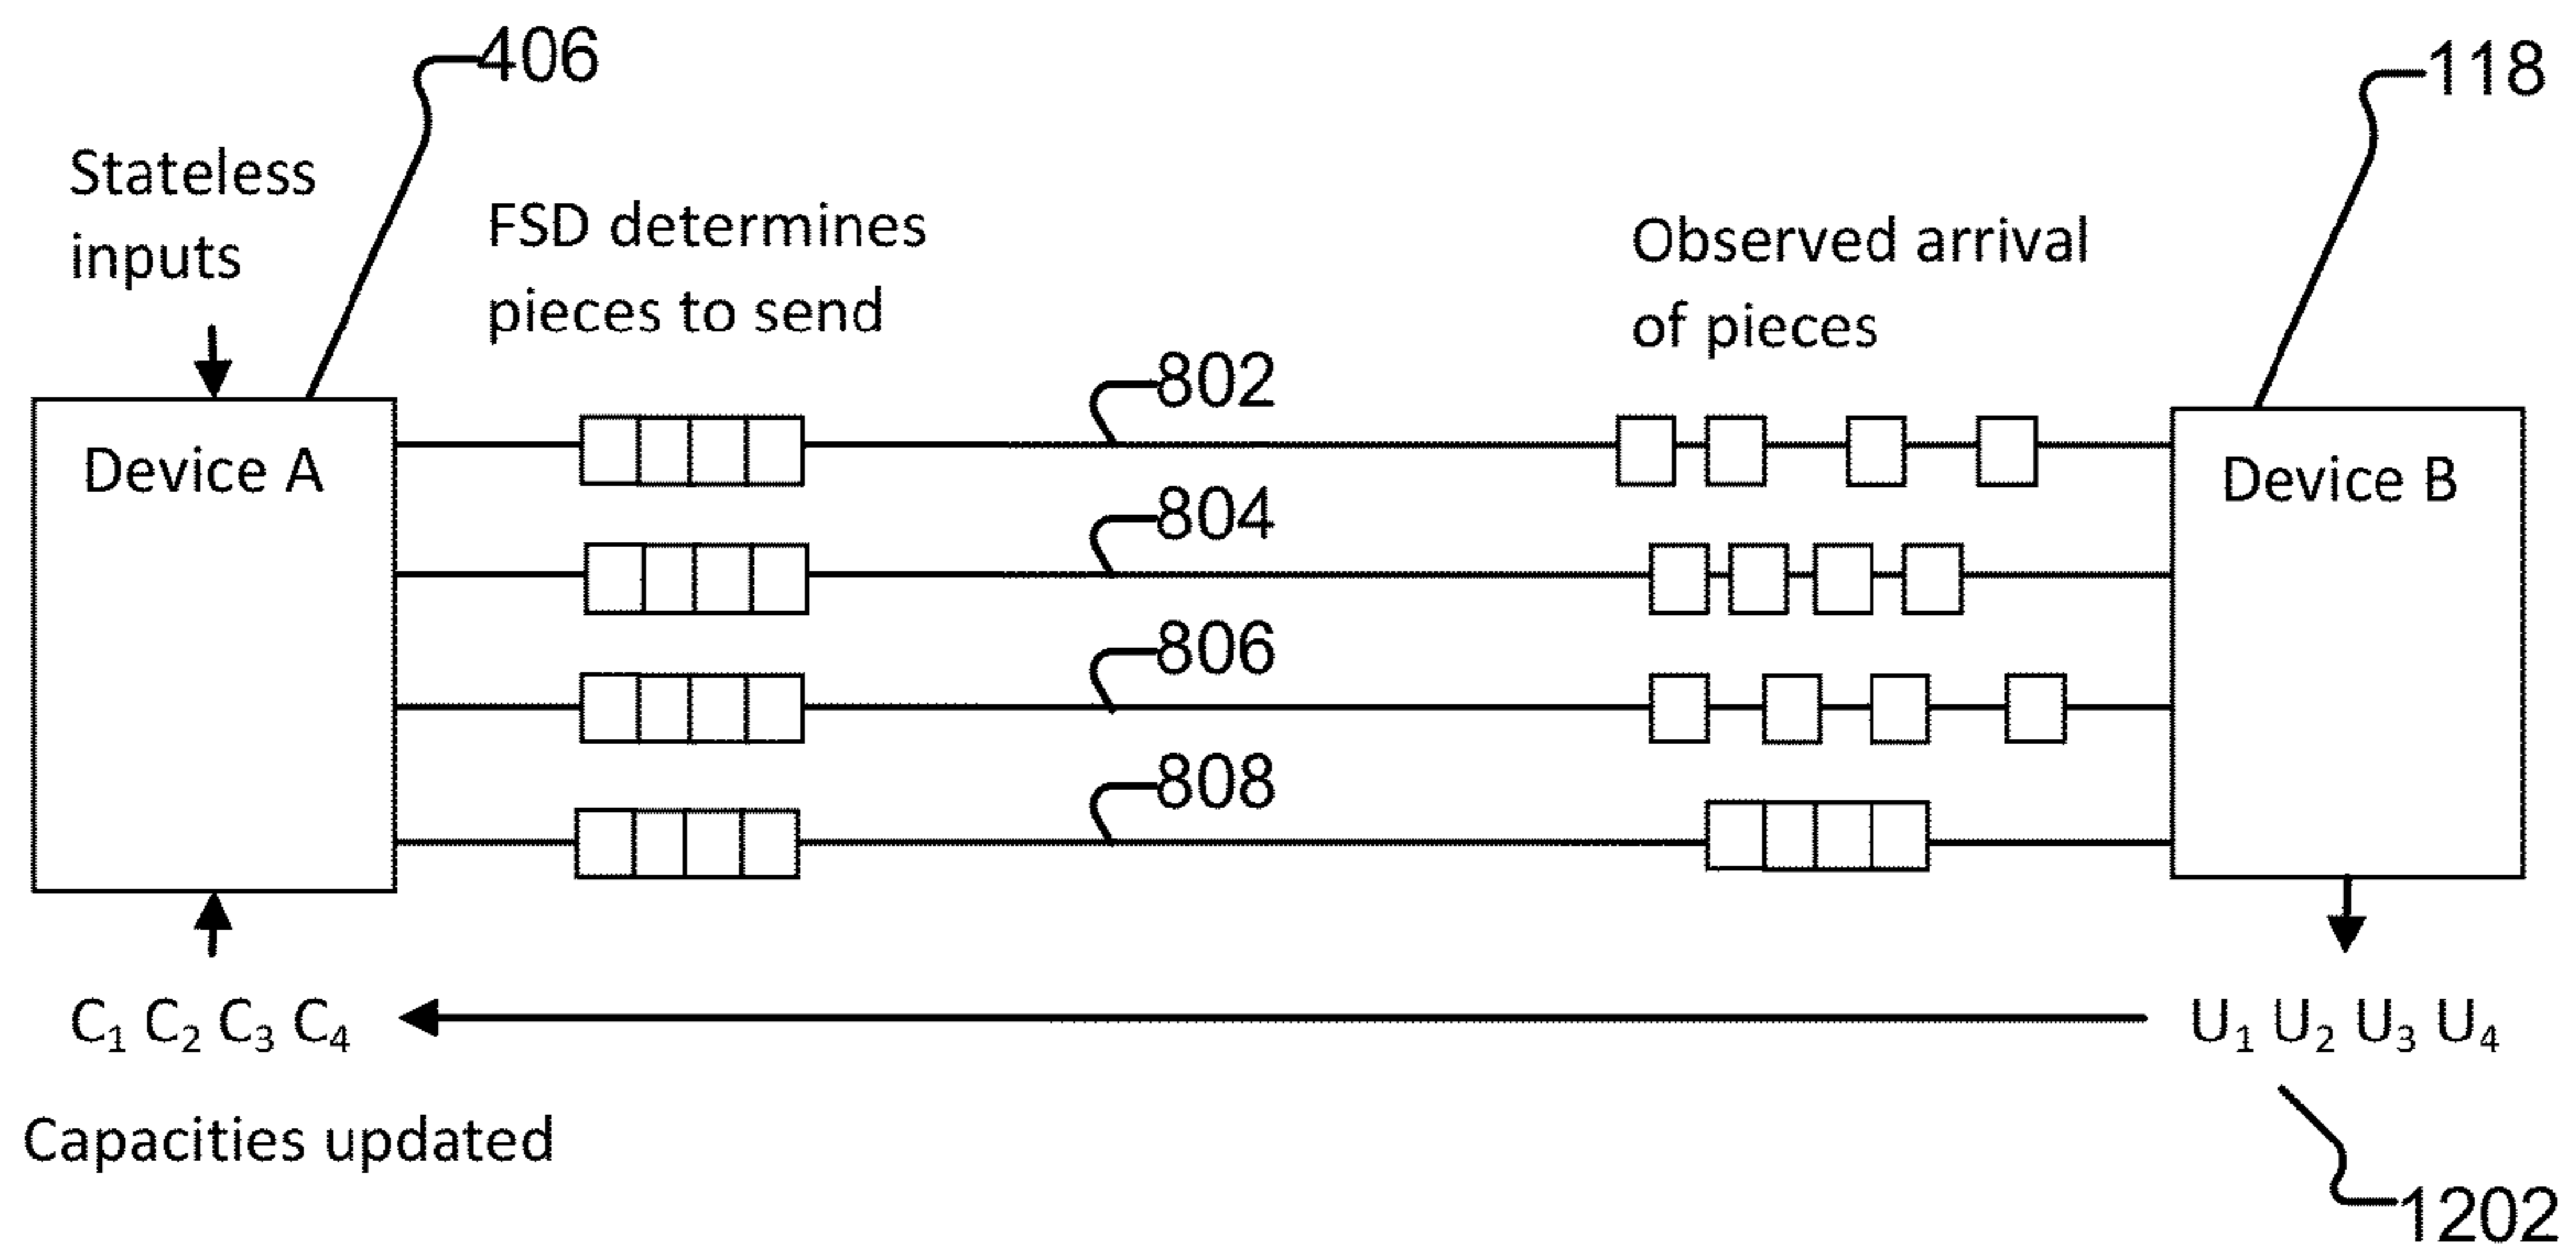 406
118
Stateless
inputs
FSD determines
pieces to send
Observed arrival
of pieces
802
Device A
Device B
804
806
808
C₁ C₂ C₃ C₄
U₁ U₂ U₃ U₄
Capacities updated
1202